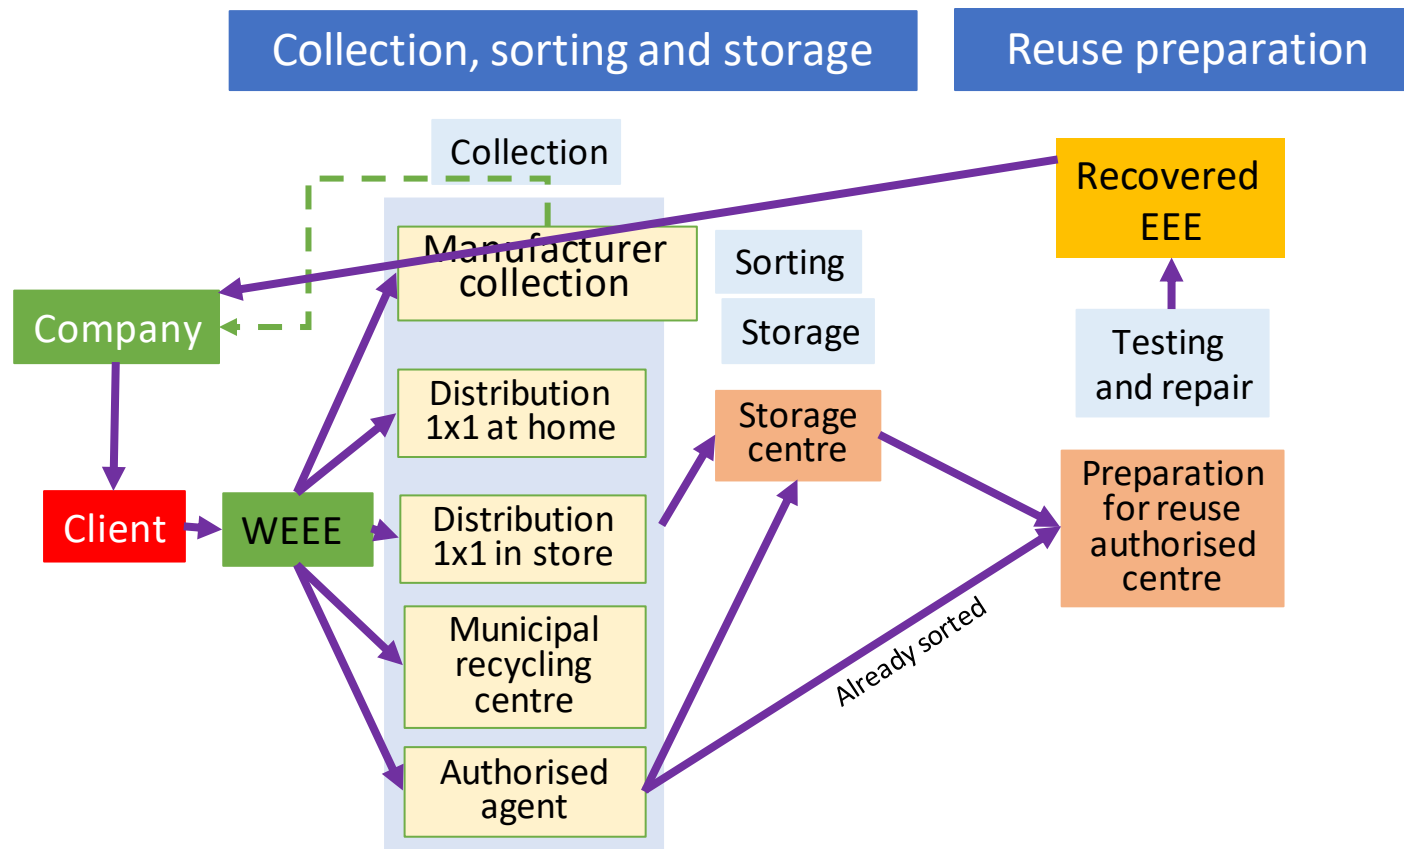 Collection, sorting and storage
Reuse preparation
Collection
Manufacturer
collection
Company
Distribution
1x1 at home
Client
WEEE
Distribution
1x1 in store
Municipal
recycling
centre
Authorised
agent
Sorting
Storage
Storage
centre
Already sorted
Recovered
EEE
Testing
and repair
Preparation
for reuse
authorised
centre